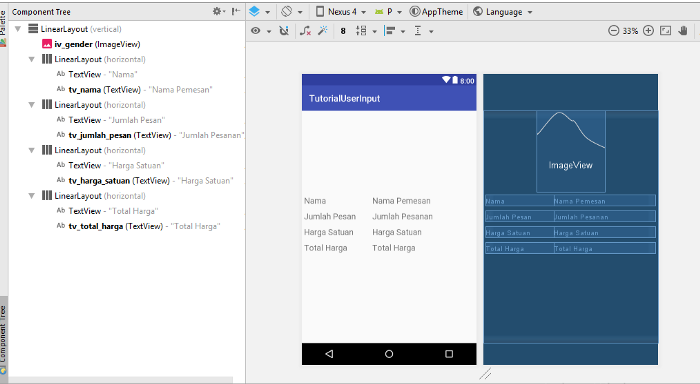 Palette
Component Tree
Nexus 4
P
AppTheme
Language
LinearLayout (vertical)
iv_gender (ImageView)
LinearLayout (horizontal)
Ab TextView - "Nama"
Ab tv_nama (TextView) - "Nama Pemesan"
LinearLayout (horizontal)
Ab TextView - "Jumlah Pesan"
Ab tv_jumlah_pesan (TextView) - "Jumlah Pesanan"
LinearLayout (horizontal)
Ab TextView - "Harga Satuan"
Ab tv_harga_satuan (TextView) - "Harga Satuan"
LinearLayout (horizontal)
Ab TextView - "Total Harga"
Ab tv_total_harga (TextView) - "Total Harga"
Component Tree
8
33%
8:00
TutorialUserInput
Nama Nama Pemesan
Jumlah Pesan Jumlah Pesanan
Harga Satuan Harga Satuan
Total Harga Total Harga
ImageView
Nama Nama Pemesan
Jumlah Pesan Jumlah Pesanan
Harga Satuan Harga Satuan
Total Harga Total Harga